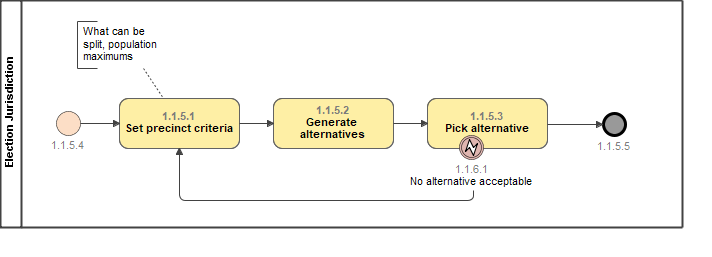 Election Jurisdiction
What can be
split, population
maximums
1.1.5.4
1.1.5.1
Set precinct criteria
1.1.5.2
Generate
alternatives
1.1.5.3
Pick alternative
1.1.6.1
No alternative acceptable
1.1.5.5